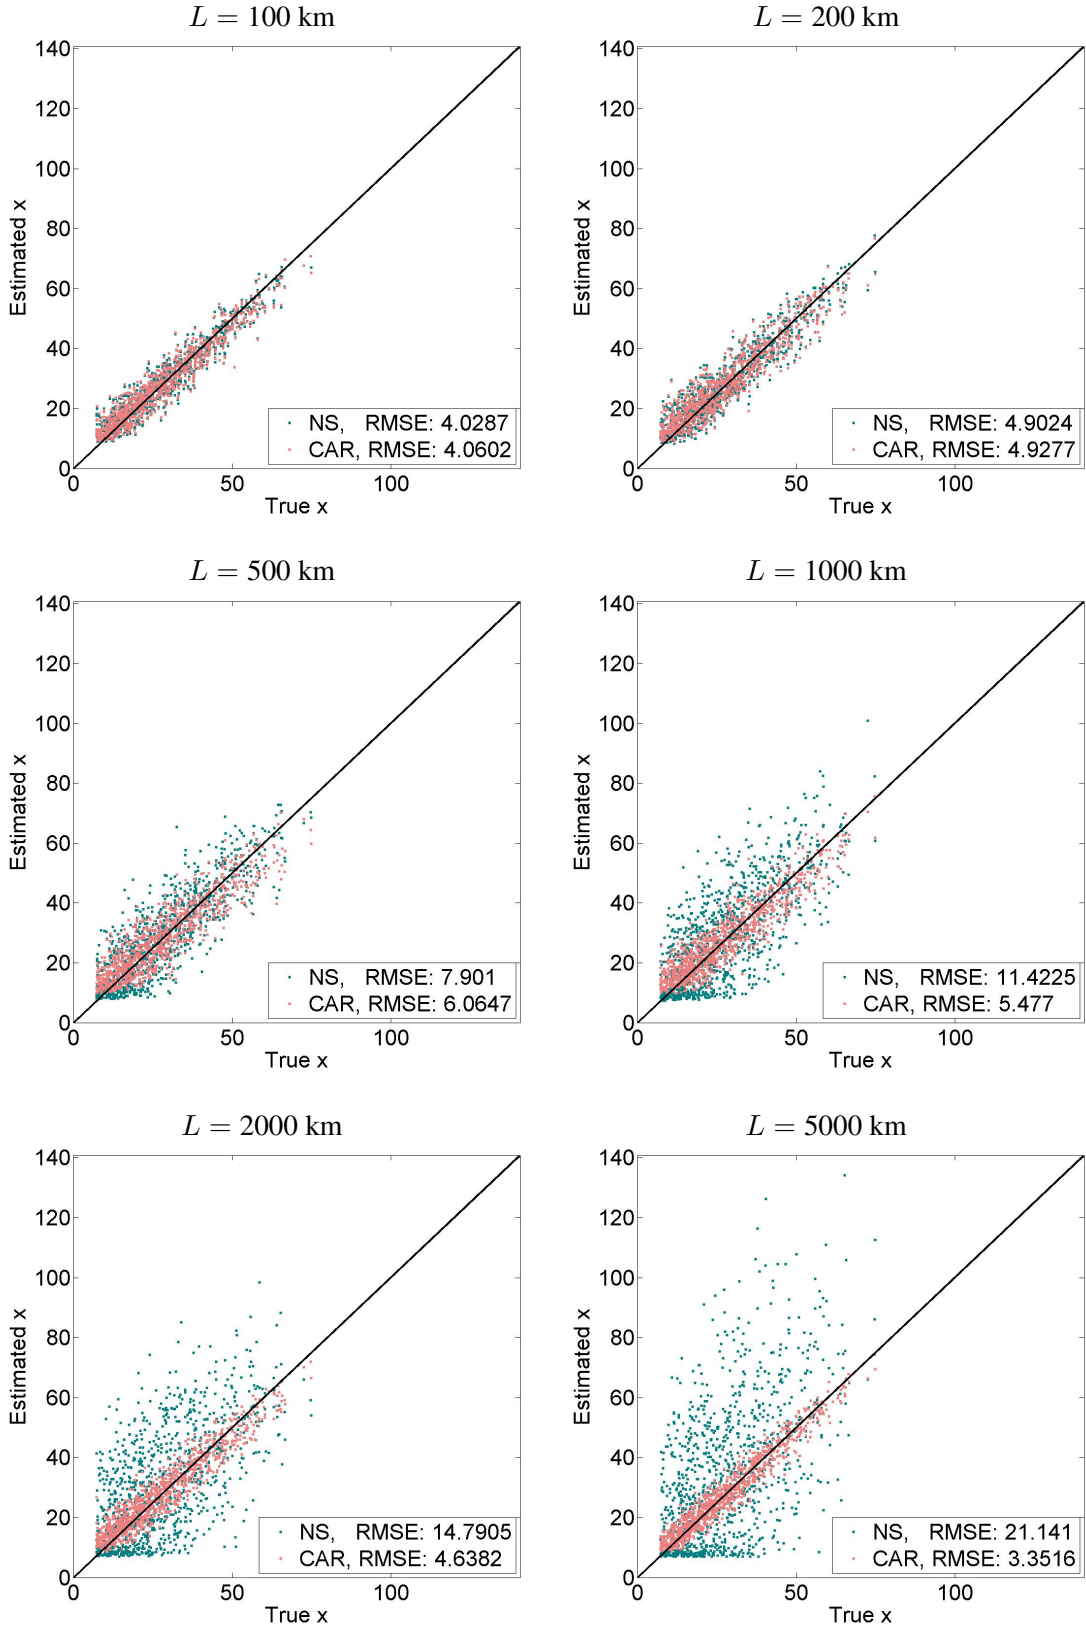 L = 100 km
140
120
100
80
60
40
20
0
Estimated x
NS, RMSE: 4.0287
CAR, RMSE: 4.0602
0 50 100
True x
L = 200 km
140
120
100
80
60
40
20
0
Estimated x
NS, RMSE: 4.9024
CAR, RMSE: 4.9277
0 50 100
True x
L = 500 km
140
120
100
80
60
40
20
0
Estimated x
NS, RMSE: 7.901
CAR, RMSE: 6.0647
0 50 100
True x
L = 1000 km
140
120
100
80
60
40
20
0
Estimated x
NS, RMSE: 11.4225
CAR, RMSE: 5.477
0 50 100
True x
L = 2000 km
140
120
100
80
60
40
20
0
Estimated x
NS, RMSE: 14.7905
CAR, RMSE: 4.6382
0 50 100
True x
L = 5000 km
140
120
100
80
60
40
20
0
Estimated x
NS, RMSE: 21.141
CAR, RMSE: 3.3516
0 50 100
True x